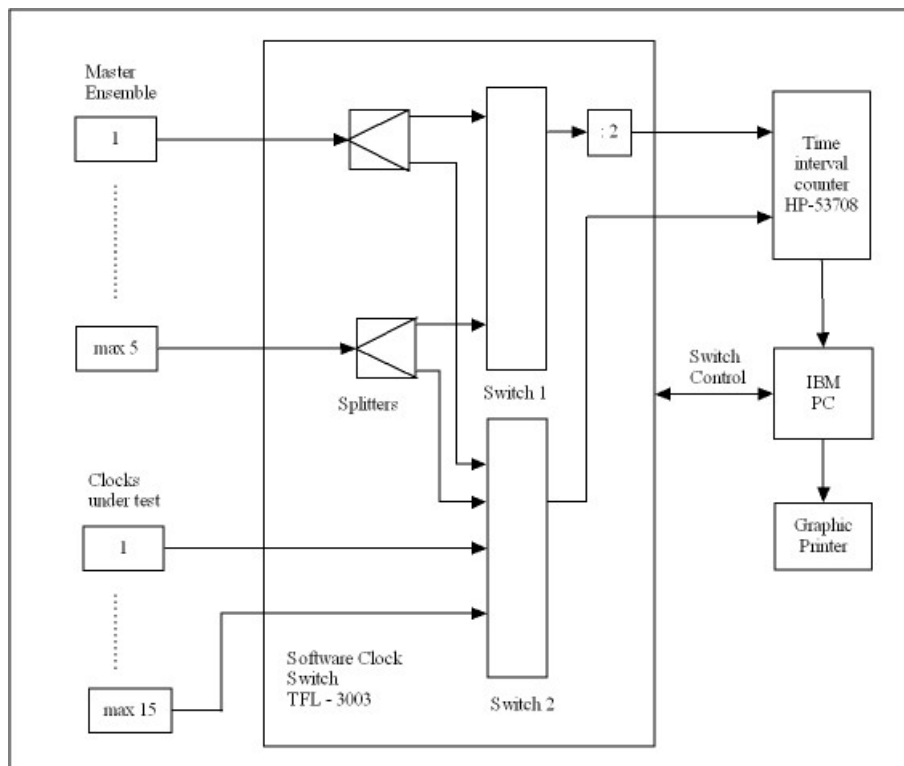 Master
Ensemble
1
max 5
Splitters
Clocks
under test
1
max 15
Software Clock
Switch
TFL - 3003
Switch 1
Switch 2
: 2
Time
interval
counter
HP-53708
Switch
Control
IBM
PC
Graphic
Printer